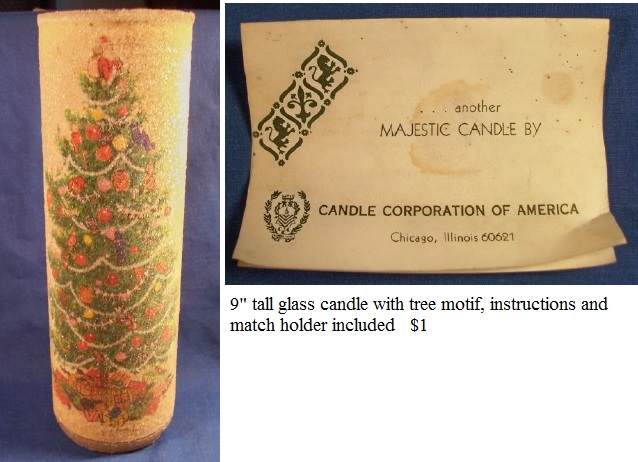 . . . another
MAJESTIC CANDLE BY
CANDLE CORPORATION OF AMERICA
Chicago, Illinois 60621
9" tall glass candle with tree motif, instructions and
match holder included $1